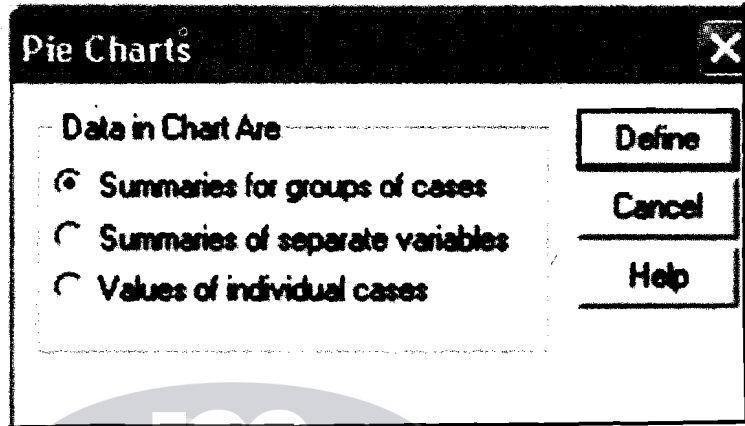 Pie Charts
Data in Chart Are
Summaries for groups of cases
Summaries of separate variables
Values of individual cases
Define
Cancel
Help